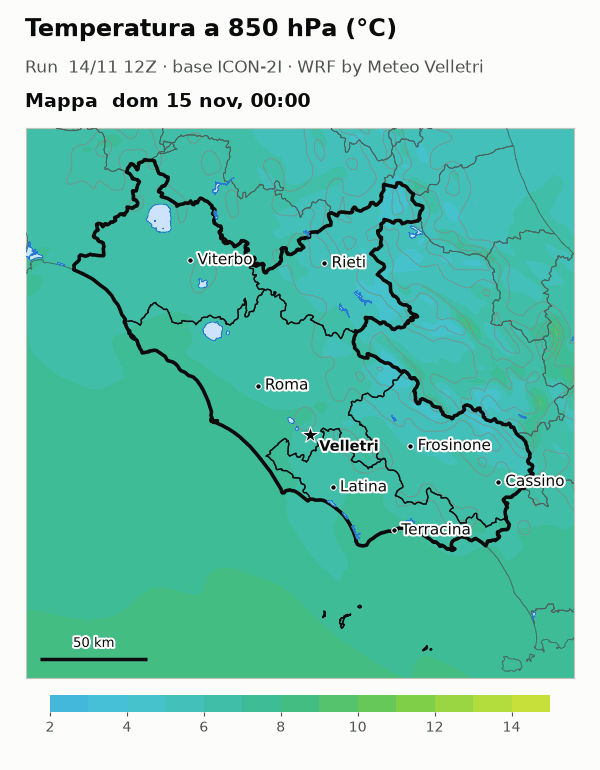 Temperatura a 850 hPa (°C)
Run  14/11 12Z · base ICON-2I · WRF by Meteo Velletri
Mappa  dom 15 nov, 00:00
Viterbo
Rieti
Roma
Velletri
Frosinone
Cassino
Latina
Terracina
50 km
2 4 6 8 10 12 14